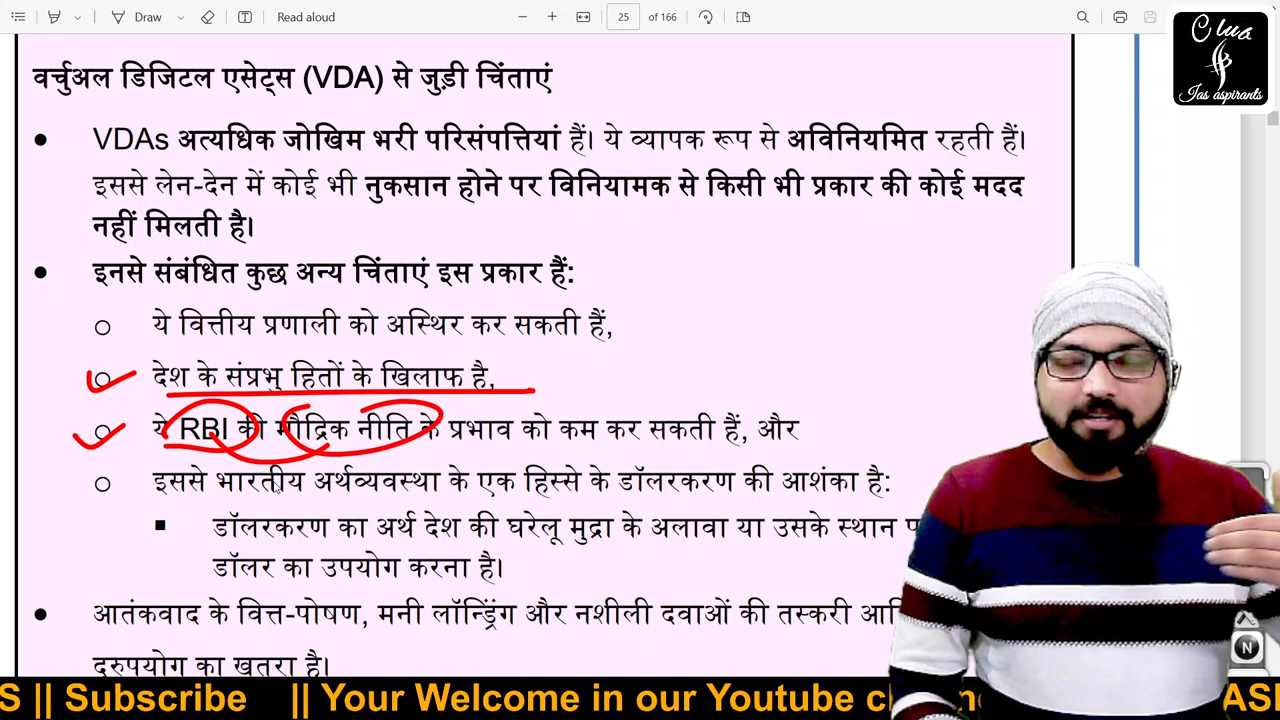 Draw
Read aloud
25
of 166
C lua
Ias aspirants
वर्चुअल डिजिटल एसेट्स (VDA) से जुड़ी चिंताएं
• VDAs अत्यधिक जोखिम भरी परिसंपत्तियां हैं। ये व्यापक रूप से अविनियमित रहती हैं।
इससे लेन-देन में कोई भी नुकसान होने पर विनियामक से किसी भी प्रकार की कोई मदद
नहीं मिलती है।
• इनसे संबंधित कुछ अन्य चिंताएं इस प्रकार हैं:
○ ये वित्तीय प्रणाली को अस्थिर कर सकती हैं,
○ देश के संप्रभु हितों के खिलाफ है,
○ ये RBI की मौद्रिक नीति के प्रभाव को कम कर सकती हैं, और
○ इससे भारतीय अर्थव्यवस्था के एक हिस्से के डॉलरकरण की आशंका है:
■ डॉलरकरण का अर्थ देश की घरेलू मुद्रा के अलावा या उसके स्थान
डॉलर का उपयोग करना है।
• आतंकवाद के वित्त-पोषण, मनी लॉन्ड्रिंग और नशीली दवाओं की तस्करी
दुरुपयोग का खतरा है।
N
S || Subscribe || Your Welcome in our Youtube ASI